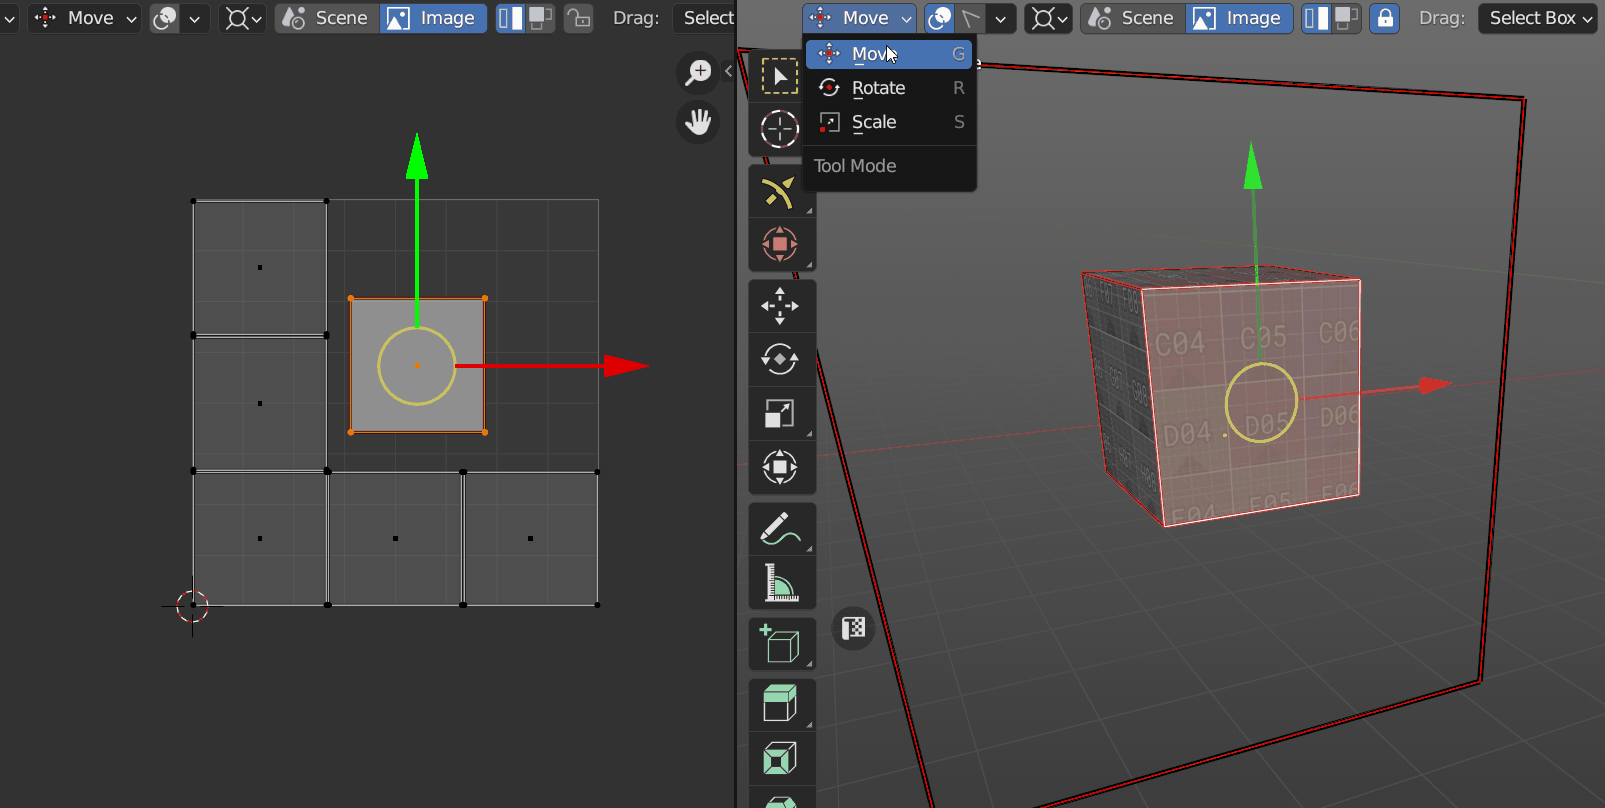 Move
Scene
Image
Drag:
Select
Move
Scene
Image
Drag:
Select Box
Move G
Rotate R
Scale S
Tool Mode
C04 C05 C06
D04 D05 D06
E04 E05 E06